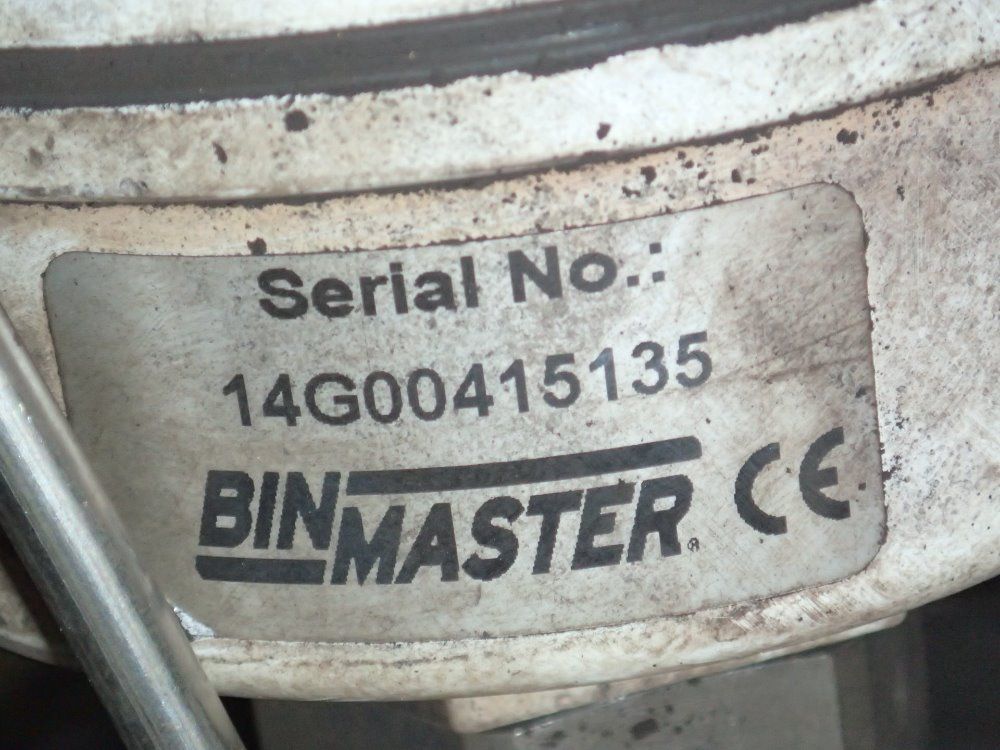 Serial No.:
14G00415135
BINMASTER® CE